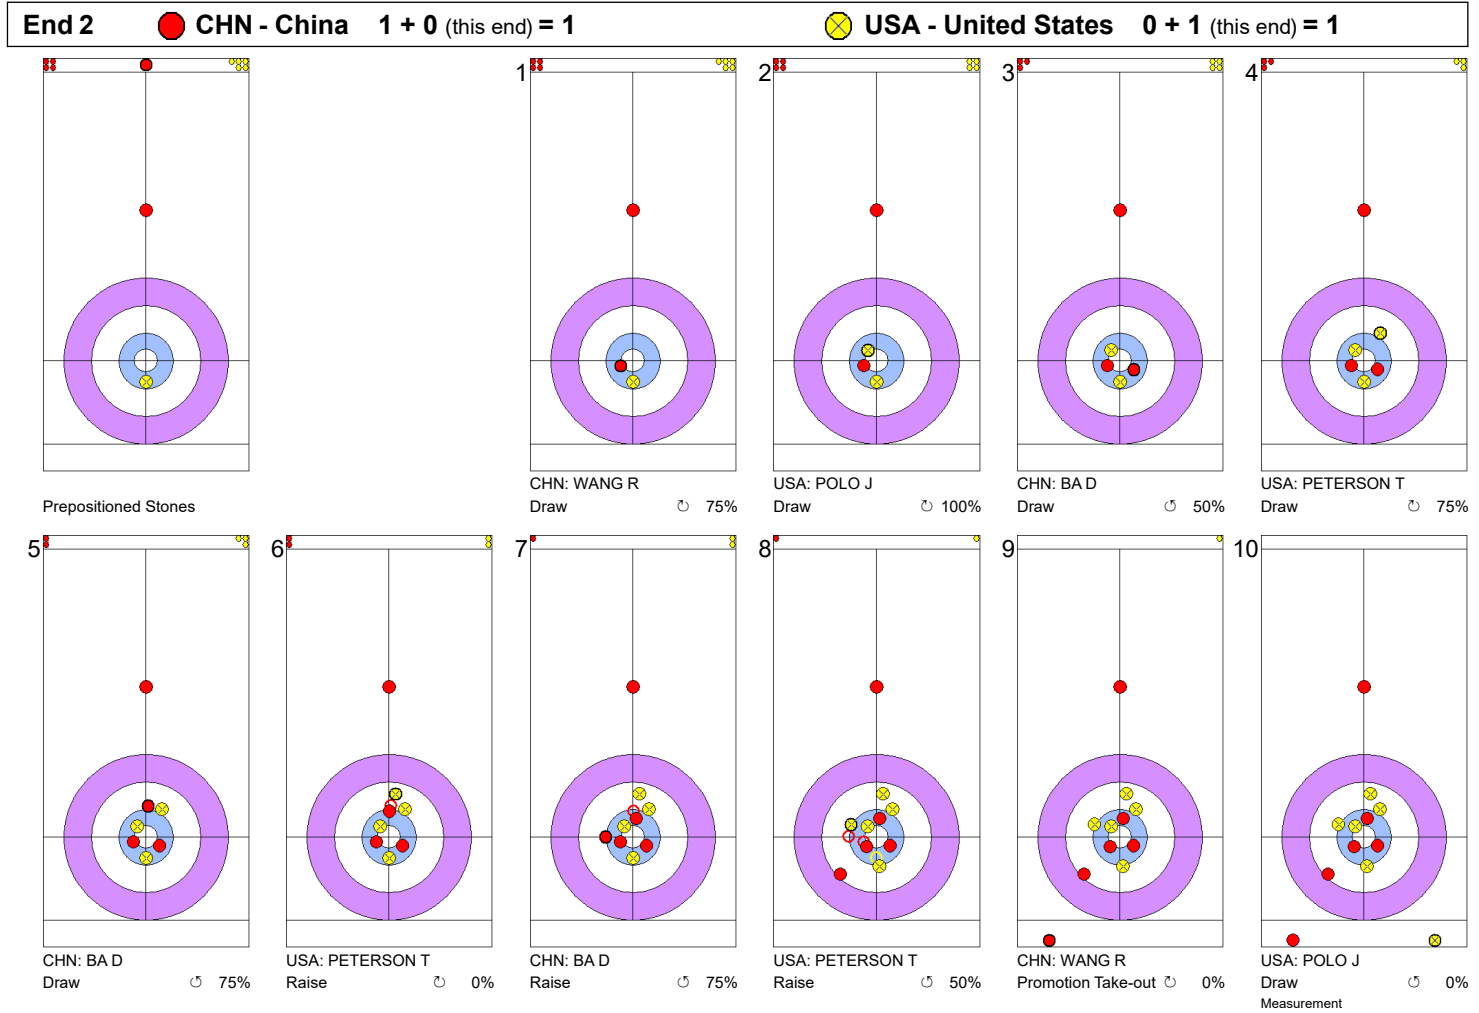 End 2 CHN - China 1 + 0 (this end) = 1 USA - United States 0 + 1 (this end) = 1
Prepositioned Stones
1
CHN: WANG R
Draw 75%
2
USA: POLO J
Draw 100%
3
CHN: BA D
Draw 50%
4
USA: PETERSON T
Draw 75%
5
CHN: BA D
Draw 75%
6
USA: PETERSON T
Raise 0%
7
CHN: BA D
Raise 75%
8
USA: PETERSON T
Raise 50%
9
CHN: WANG R
Promotion Take-out 0%
10
USA: POLO J
Draw 0%
Measurement